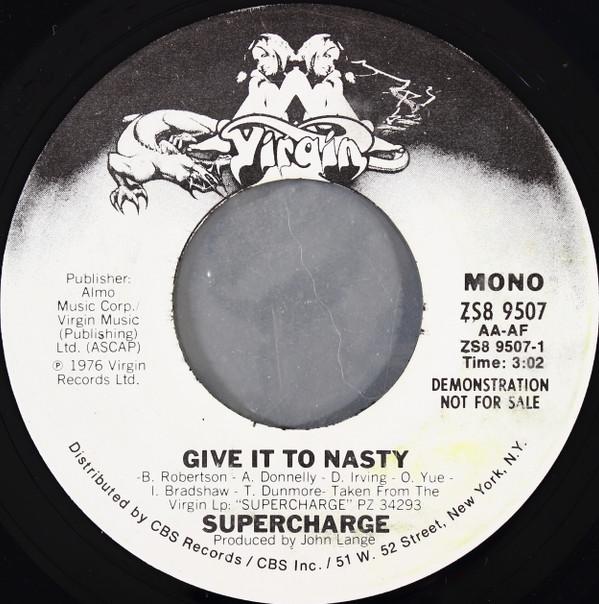 Virgin
Publisher:
Almo
Music Corp./
Virgin Music
(Publishing)
Ltd. (ASCAP)
℗ 1976 Virgin
Records Ltd.
MONO
ZS8 9507
AA-AF
ZS8 9507-1
Time: 3:02
DEMONSTRATION
NOT FOR SALE
GIVE IT TO NASTY
-B. Robertson - A. Donnelly - D. Irving - O. Yue -
I. Bradshaw - T. Dunmore- Taken From The
Virgin Lp: "SUPERCHARGE" PZ 34293
SUPERCHARGE
Produced by John Lange
Distributed by CBS Records / CBS Inc. / 51 W. 52 Street, New York, N.Y.